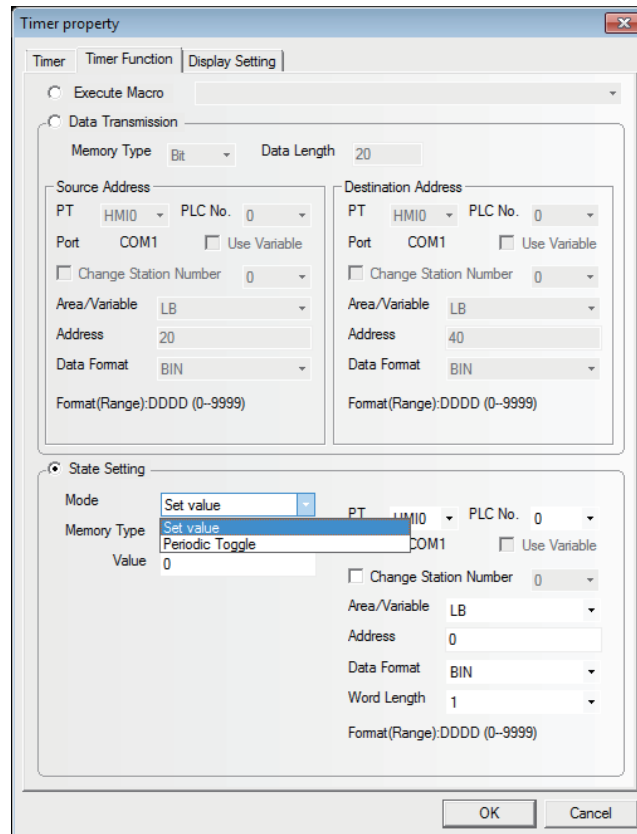 Timer property
Timer Timer Function Display Setting
Execute Macro
Data Transmission
Memory Type Bit Data Length 20
Source Address
PT HMI0 PLC No. 0
Port COM1 Use Variable
Change Station Number 0
Area/Variable LB
Address 20
Data Format BIN
Format(Range):DDDD (0--9999)
Destination Address
PT HMI0 PLC No. 0
Port COM1 Use Variable
Change Station Number 0
Area/Variable LB
Address 40
Data Format BIN
Format(Range):DDDD (0--9999)
State Setting
Mode Set value
Set value
Periodic Toggle
Memory Type
Value 0
PT HMI0 PLC No. 0
COM1 Use Variable
Change Station Number 0
Area/Variable LB
Address 0
Data Format BIN
Word Length 1
Format(Range):DDDD (0--9999)
OK Cancel